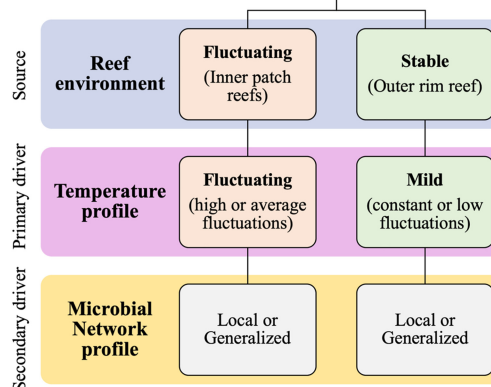 Source
Reef
environment
Fluctuating
(Inner patch
reefs)
Stable
(Outer rim reef)
Primary driver
Temperature
profile
Fluctuating
(high or average
fluctuations)
Mild
(constant or low
fluctuations)
Secondary driver
Microbial
Network
profile
Local or
Generalized
Local or
Generalized